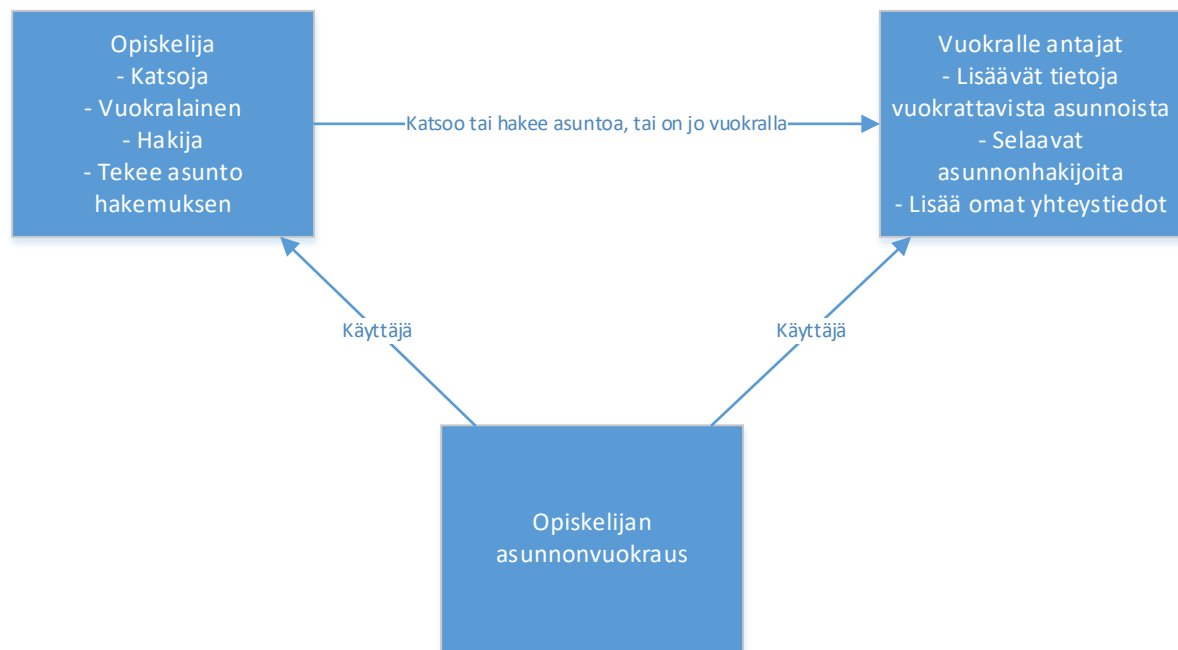 Opiskelija
- Katsoja
- Vuokralainen
- Hakija
- Tekee asunto
hakemuksen
Katsoo tai hakee asuntoa, tai on jo vuokralla
Vuokralle antajat
- Lisäävät tietoja
vuokrattavista asunnoista
- Selaavat
asunnonhakijoita
- Lisää omat yhteystiedot
Käyttäjä
Käyttäjä
Opiskelijan
asunnonvuokraus